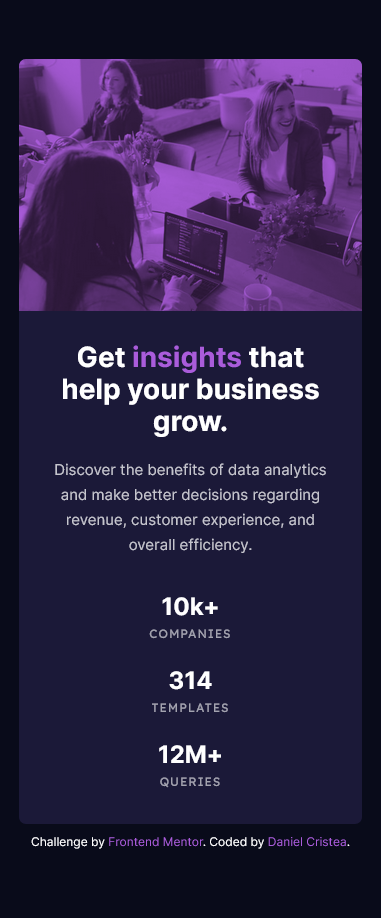 Get insights that
help your business
grow.
Discover the benefits of data analytics
and make better decisions regarding
revenue, customer experience, and
overall efficiency.
10k+
COMPANIES
314
TEMPLATES
12M+
QUERIES
Challenge by Frontend Mentor. Coded by Daniel Cristea.